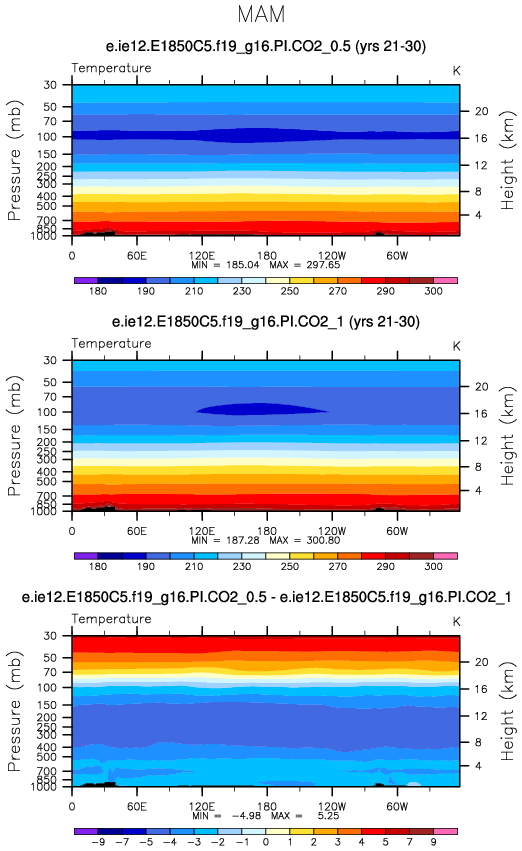 MAM
e.ie12.E1850C5.f19_g16.PI.CO2_0.5 (yrs 21-30)
Temperature K
30
50
70
100
150
200
250
300
400
500
700
850
1000
Pressure (mb)
20
16
12
8
4
Height (km)
0 60E 120E 180 120W 60W
MIN = 185.04 MAX = 297.65
180 190 210 230 250 270 290 300
e.ie12.E1850C5.f19_g16.PI.CO2_1 (yrs 21-30)
Temperature K
30
50
70
100
150
200
250
300
400
500
700
850
1000
Pressure (mb)
20
16
12
8
4
Height (km)
0 60E 120E 180 120W 60W
MIN = 187.28 MAX = 300.80
180 190 210 230 250 270 290 300
e.ie12.E1850C5.f19_g16.PI.CO2_0.5 - e.ie12.E1850C5.f19_g16.PI.CO2_1
Temperature K
30
50
70
100
150
200
250
300
400
500
700
850
1000
Pressure (mb)
20
16
12
8
4
Height (km)
0 60E 120E 180 120W 60W
MIN = -4.98 MAX = 5.25
-9 -7 -5 -4 -3 -2 -1 0 1 2 3 4 5 7 9